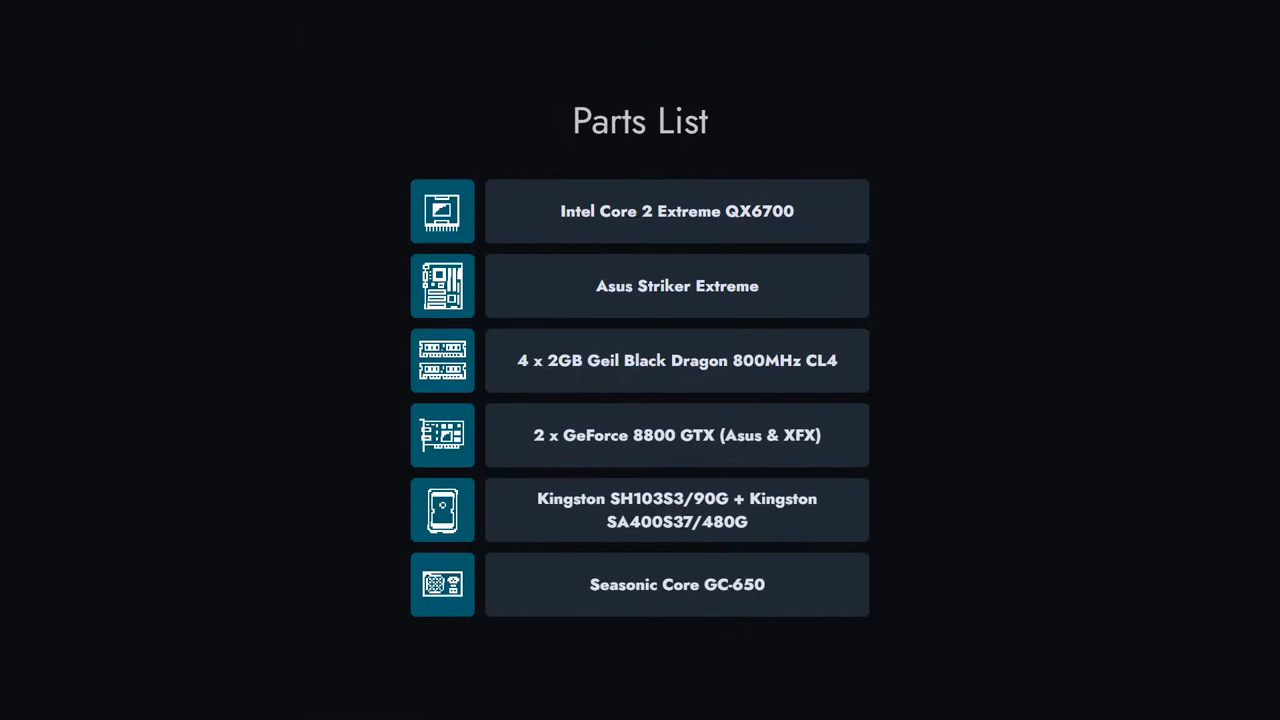 Parts List
Intel Core 2 Extreme QX6700
Asus Striker Extreme
4 x 2GB Geil Black Dragon 800MHz CL4
2 x GeForce 8800 GTX (Asus & XFX)
Kingston SH103S3/90G + Kingston
SA400S37/480G
Seasonic Core GC-650